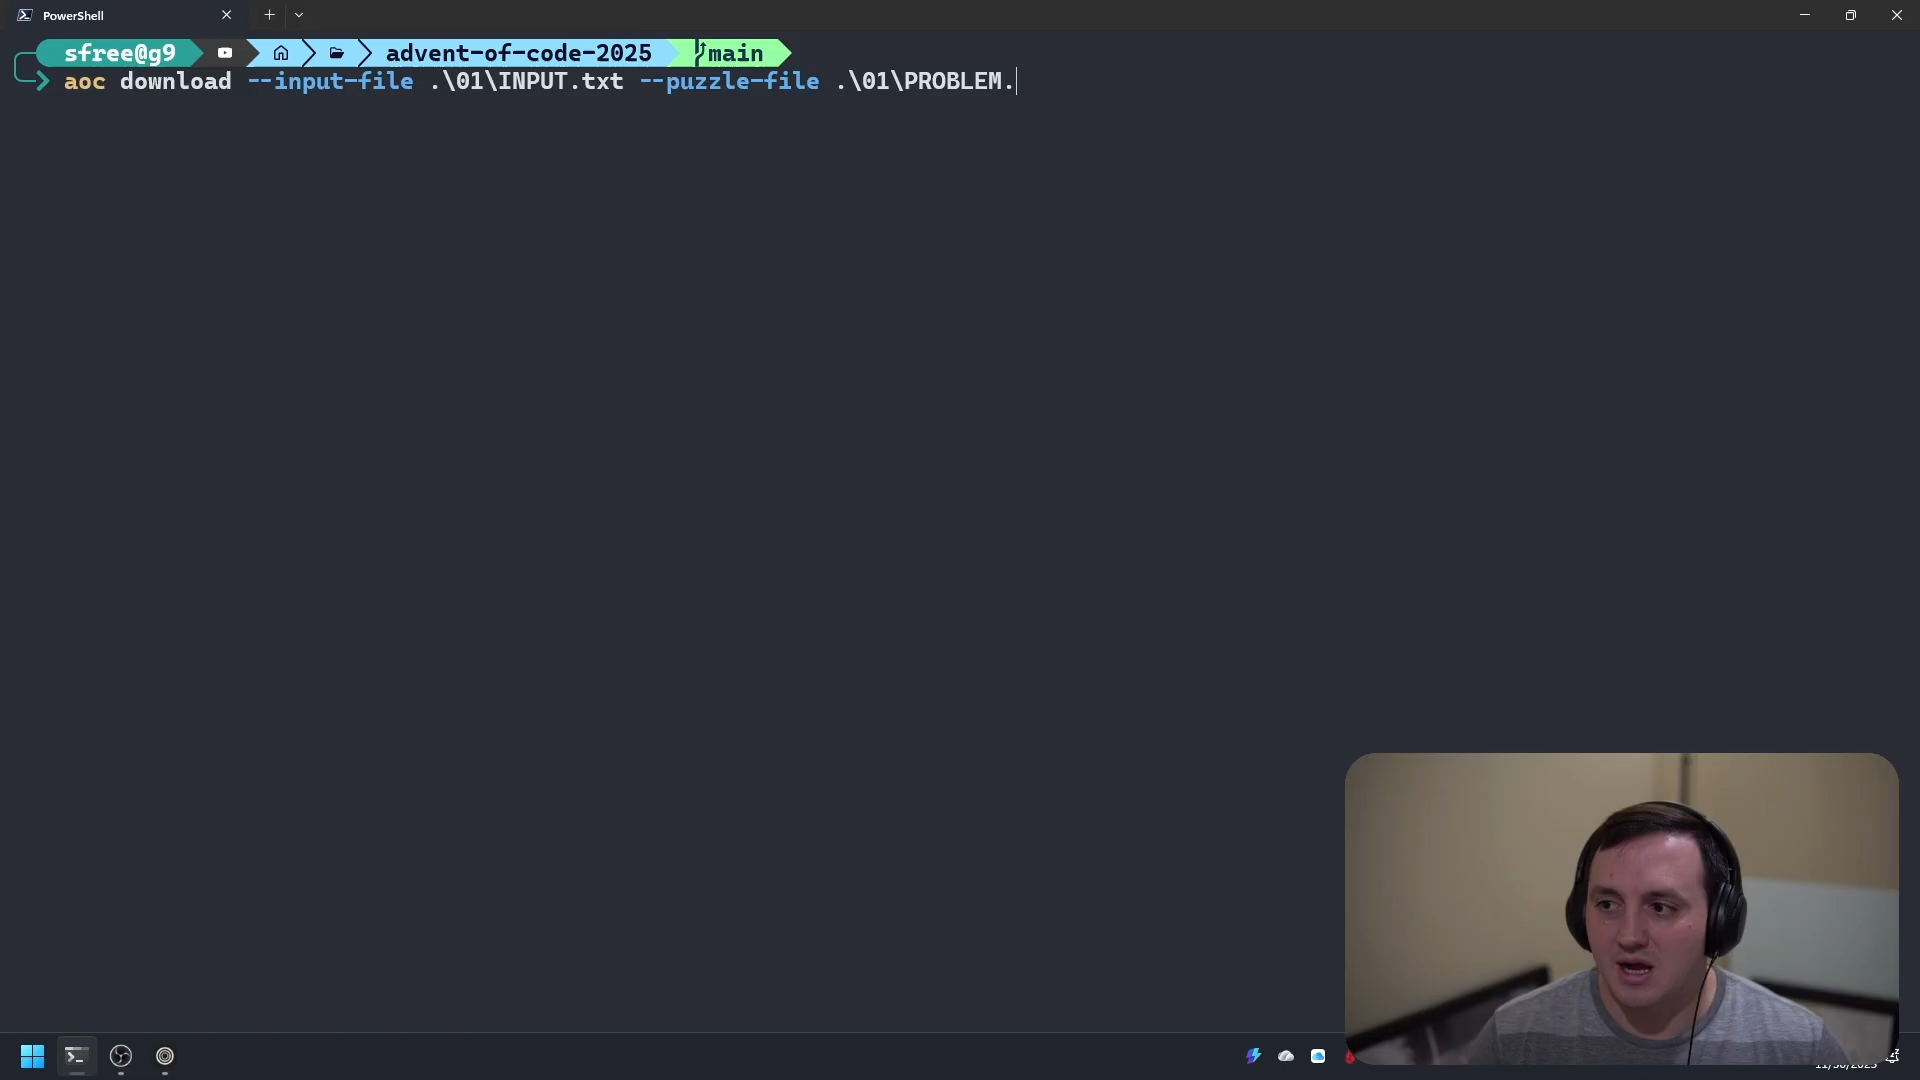 PowerShell
sfree@g9 advent-of-code-2025 main
aoc download --input-file .\01\INPUT.txt --puzzle-file .\01\PROBLEM.